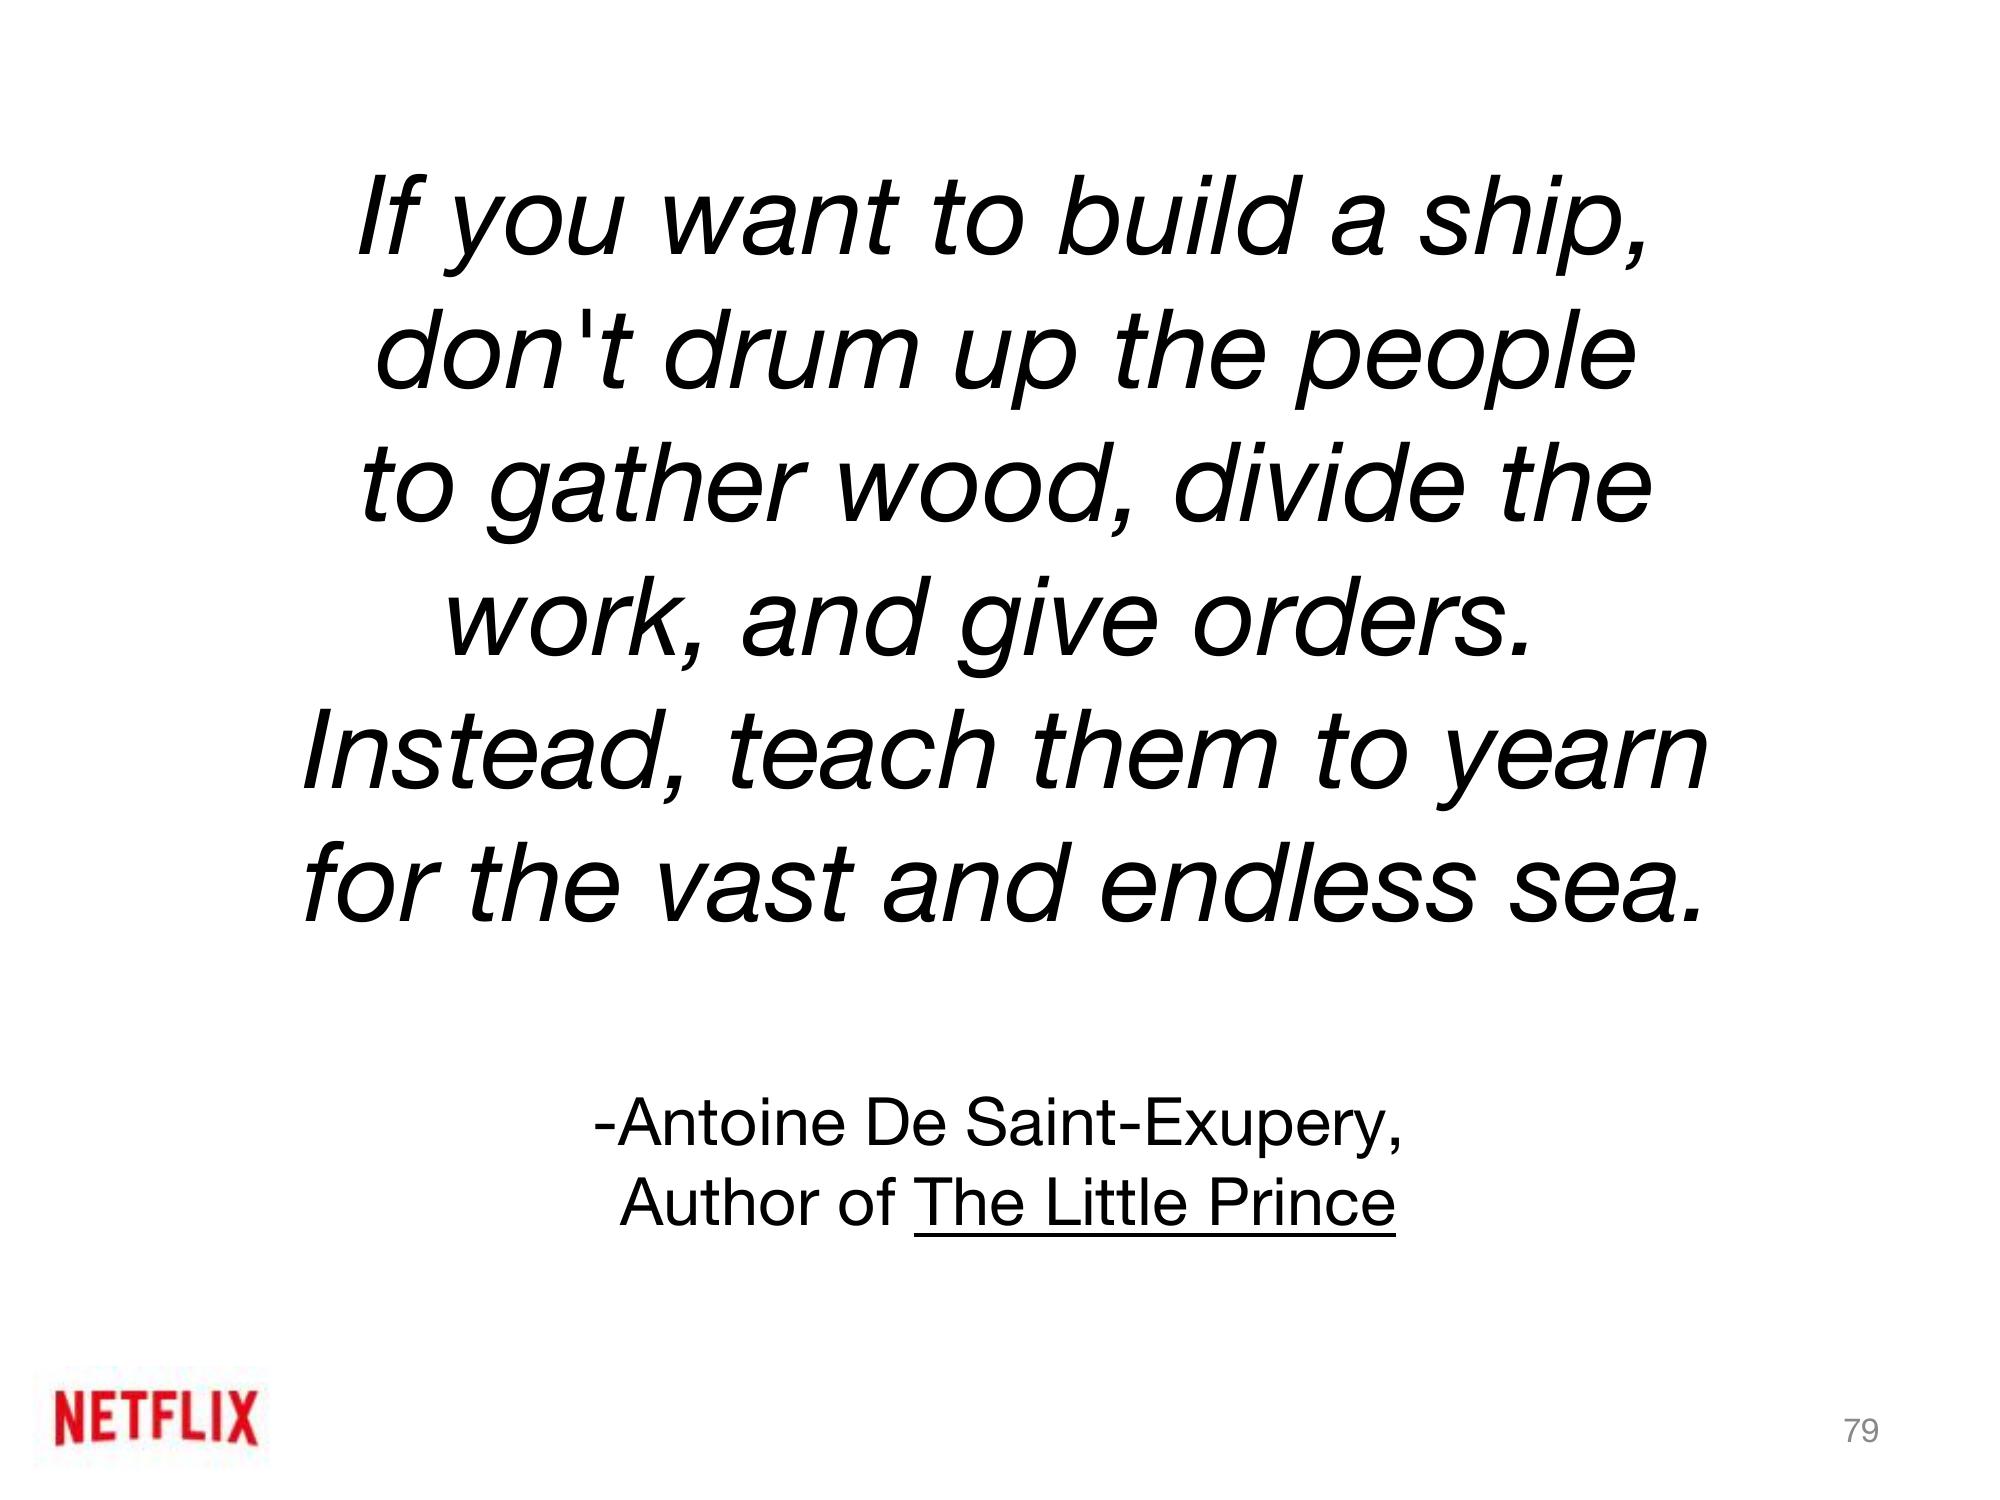 If you want to build a ship,
don't drum up the people
to gather wood, divide the
work, and give orders.
Instead, teach them to yearn
for the vast and endless sea.
-Antoine De Saint-Exupery,
Author of The Little Prince
NETFLIX
79